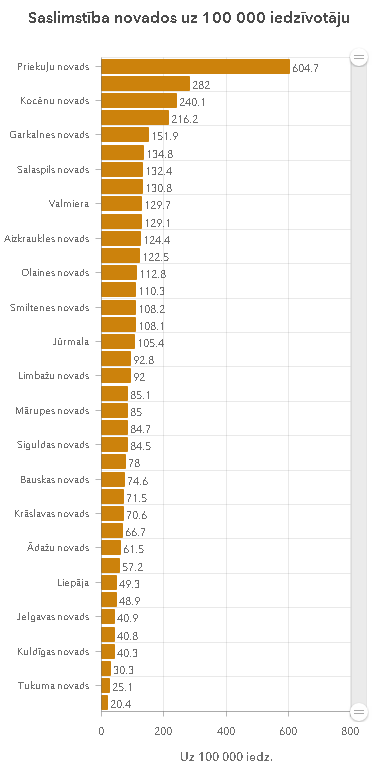 Saslimstība novados uz 100 000 iedzīvotāju
Priekuļu novads 604.7
282
Kocēnu novads 240.1
216.2
Garkalnes novads 151.9
134.8
Salaspils novads 132.4
130.8
Valmiera 129.7
129.1
Aizkraukles novads 124.4
122.5
Olaines novads 112.8
110.3
Smiltenes novads 108.2
108.1
Jūrmala 105.4
92.8
Limbažu novads 92
85.1
Mārupes novads 85
84.7
Siguldas novads 84.5
78
Bauskas novads 74.6
71.5
Krāslavas novads 70.6
66.7
Ādažu novads 61.5
57.2
Liepāja 49.3
48.9
Jelgavas novads 40.9
40.8
Kuldīgas novads 40.3
30.3
Tukuma novads 25.1
20.4
0 200 400 600 800
Uz 100 000 iedz.